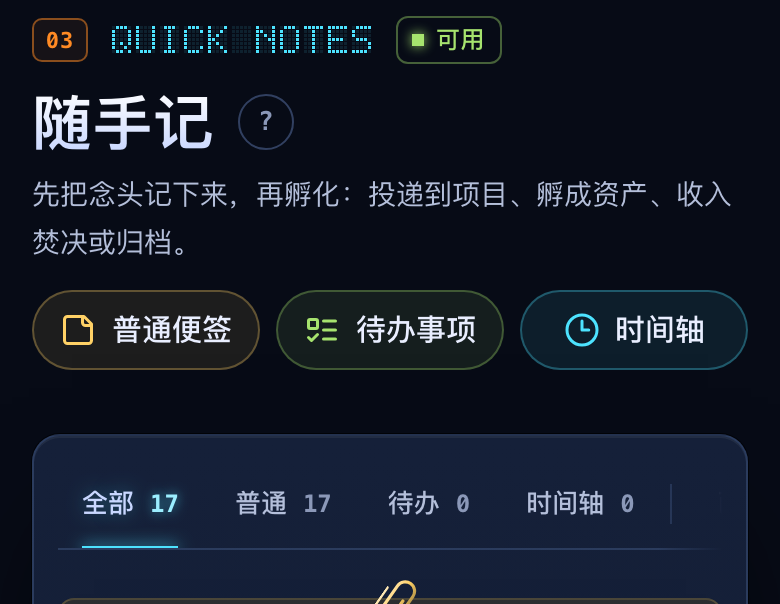 03 QUICK NOTES 可用
随手记 ?
先把念头记下来，再孵化：投递到项目、孵成资产、收入
焚决或归档。
普通便签 待办事项 时间轴
全部 17 普通 17 待办 0 时间轴 0